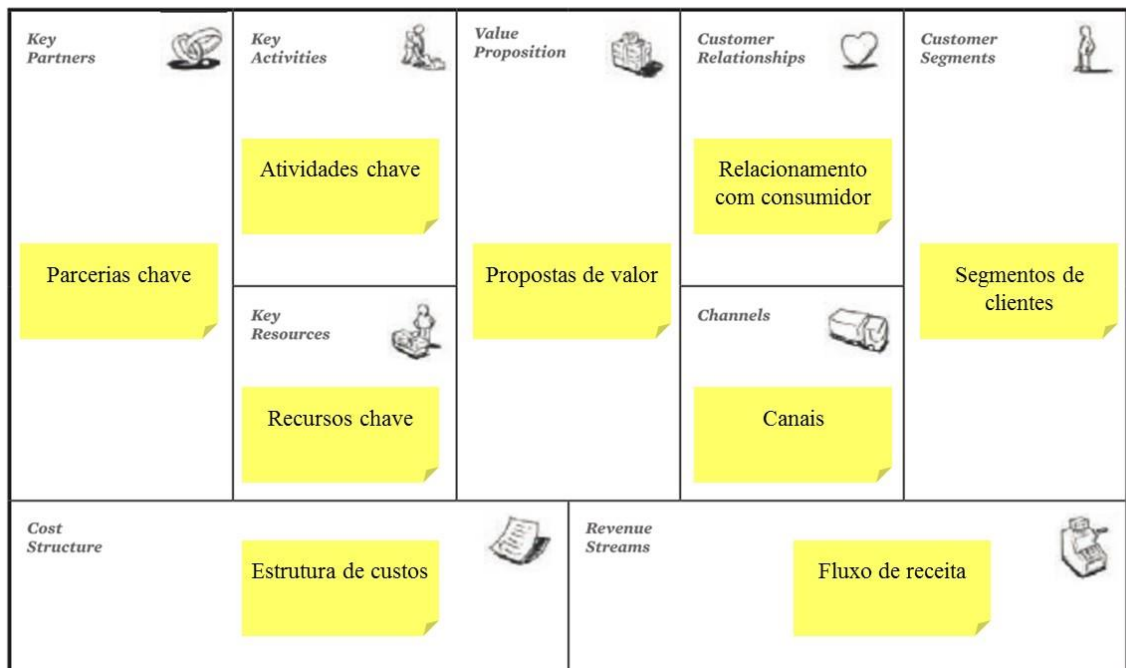 Key
Partners
Parcerias chave
Key
Activities
Atividades chave
Key
Resources
Recursos chave
Value
Proposition
Propostas de valor
Customer
Relationships
Relacionamento
com consumidor
Channels
Canais
Customer
Segments
Segmentos de
clientes
Cost
Structure
Estrutura de custos
Revenue
Streams
Fluxo de receita